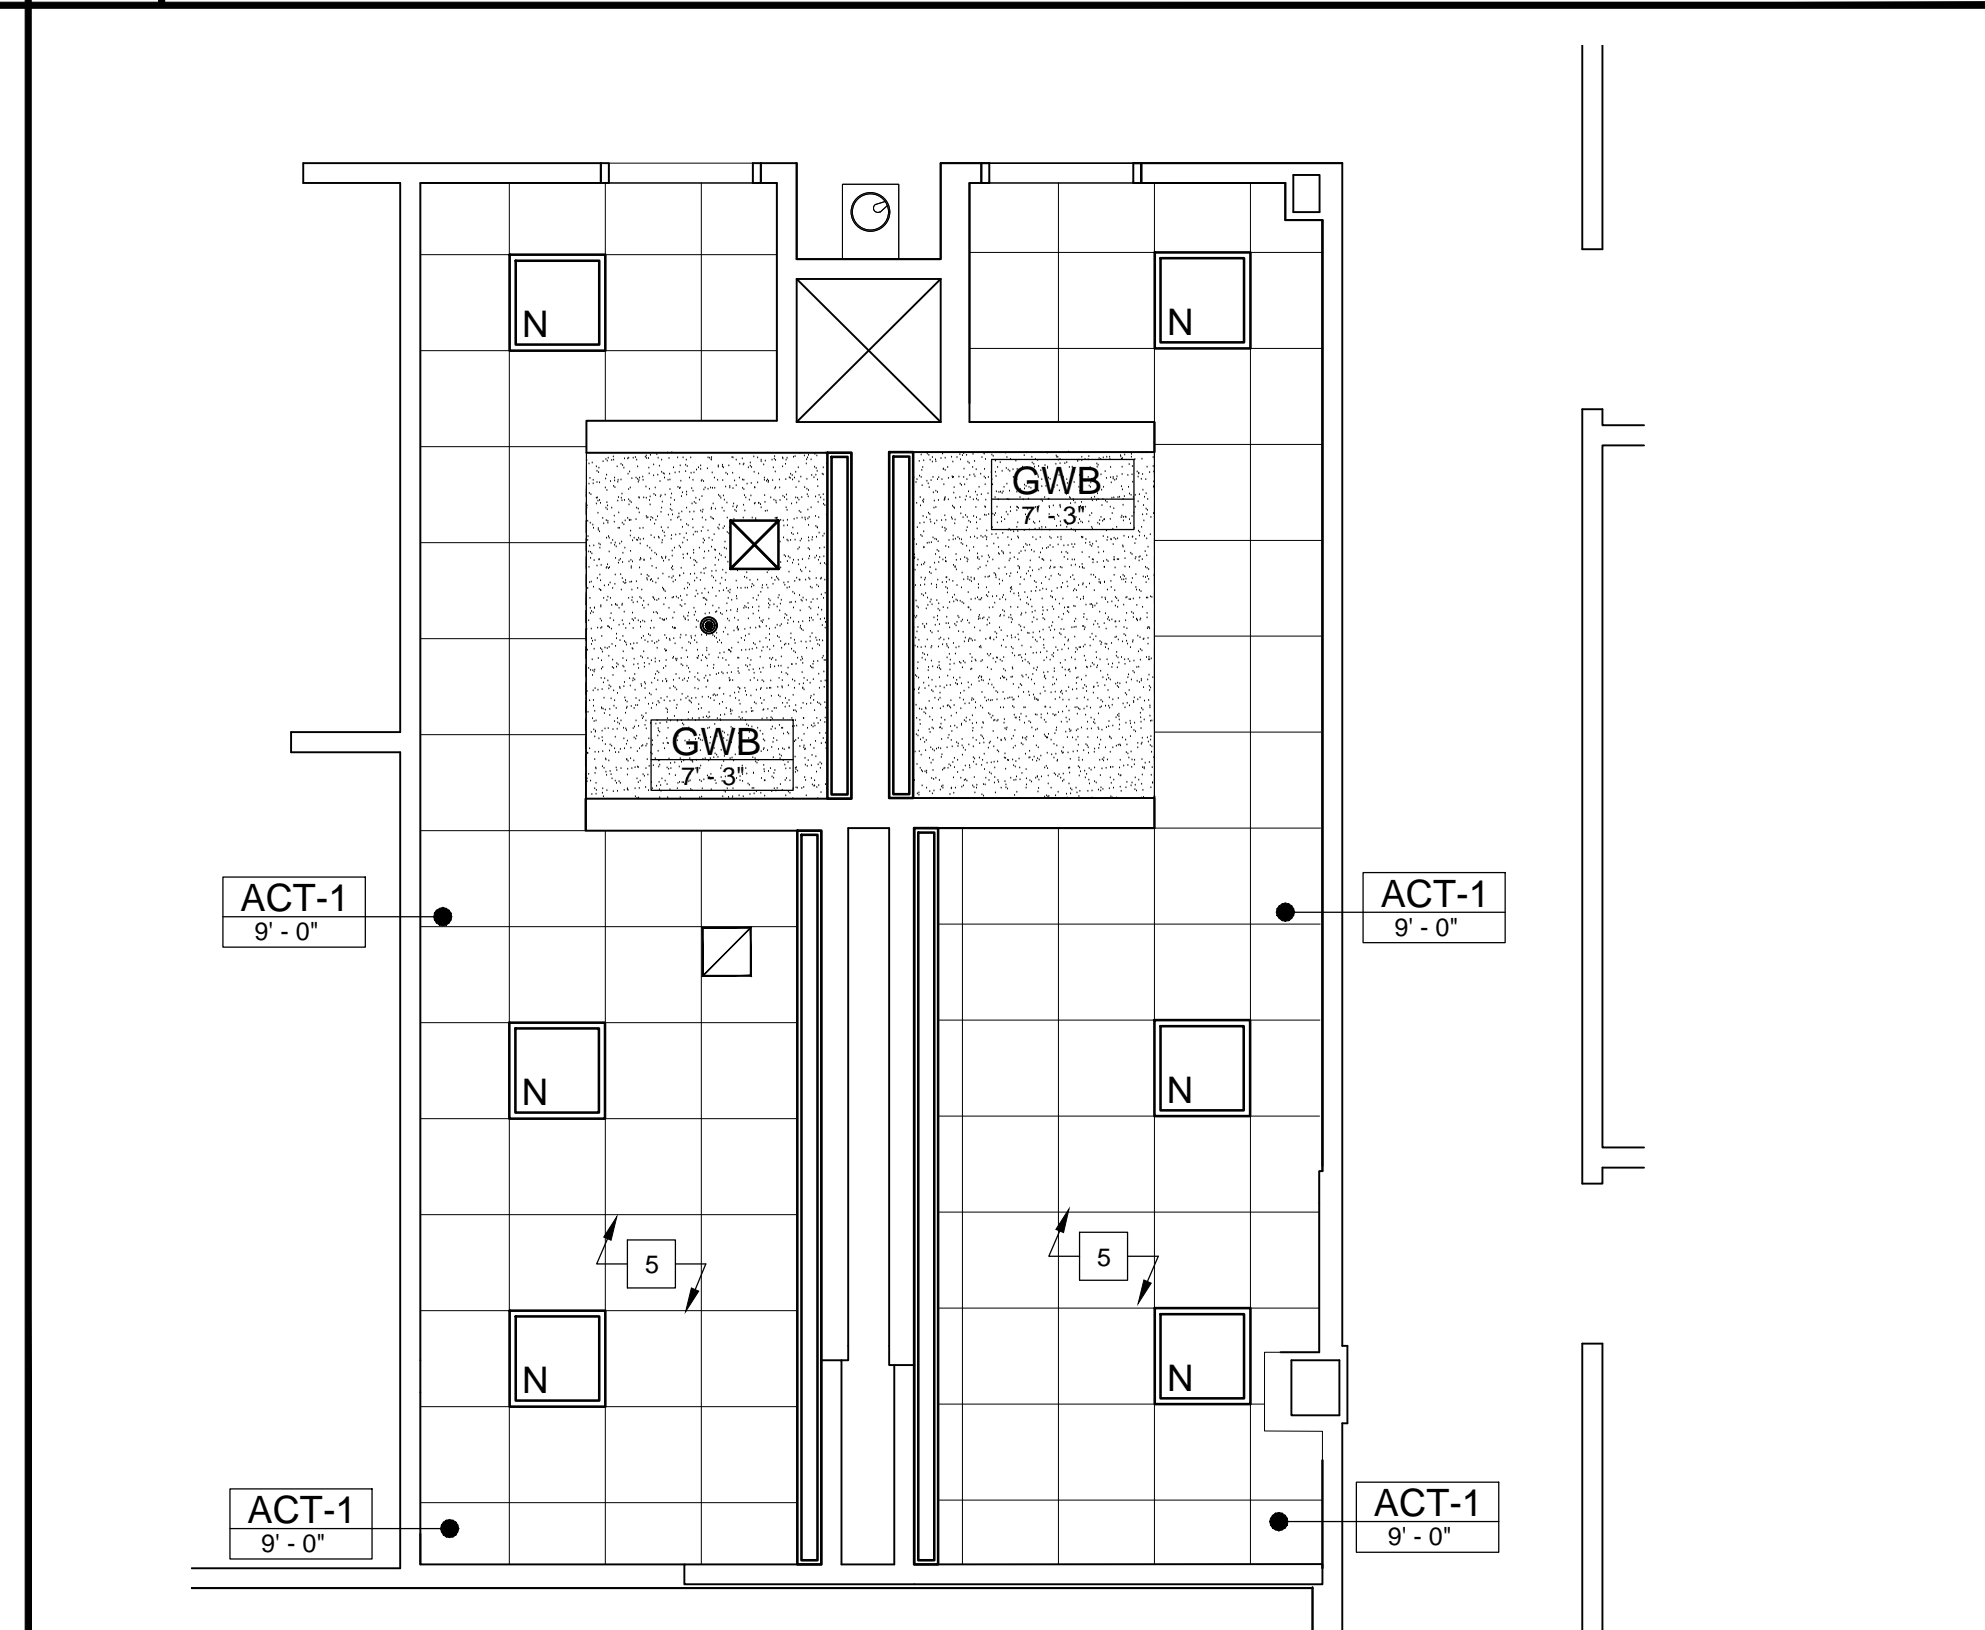 N
N
GWB
7' - 3"
GWB
7' - 3"
ACT-1
9' - 0"
ACT-1
9' - 0"
N
N
5
5
N
N
ACT-1
9' - 0"
ACT-1
9' - 0"